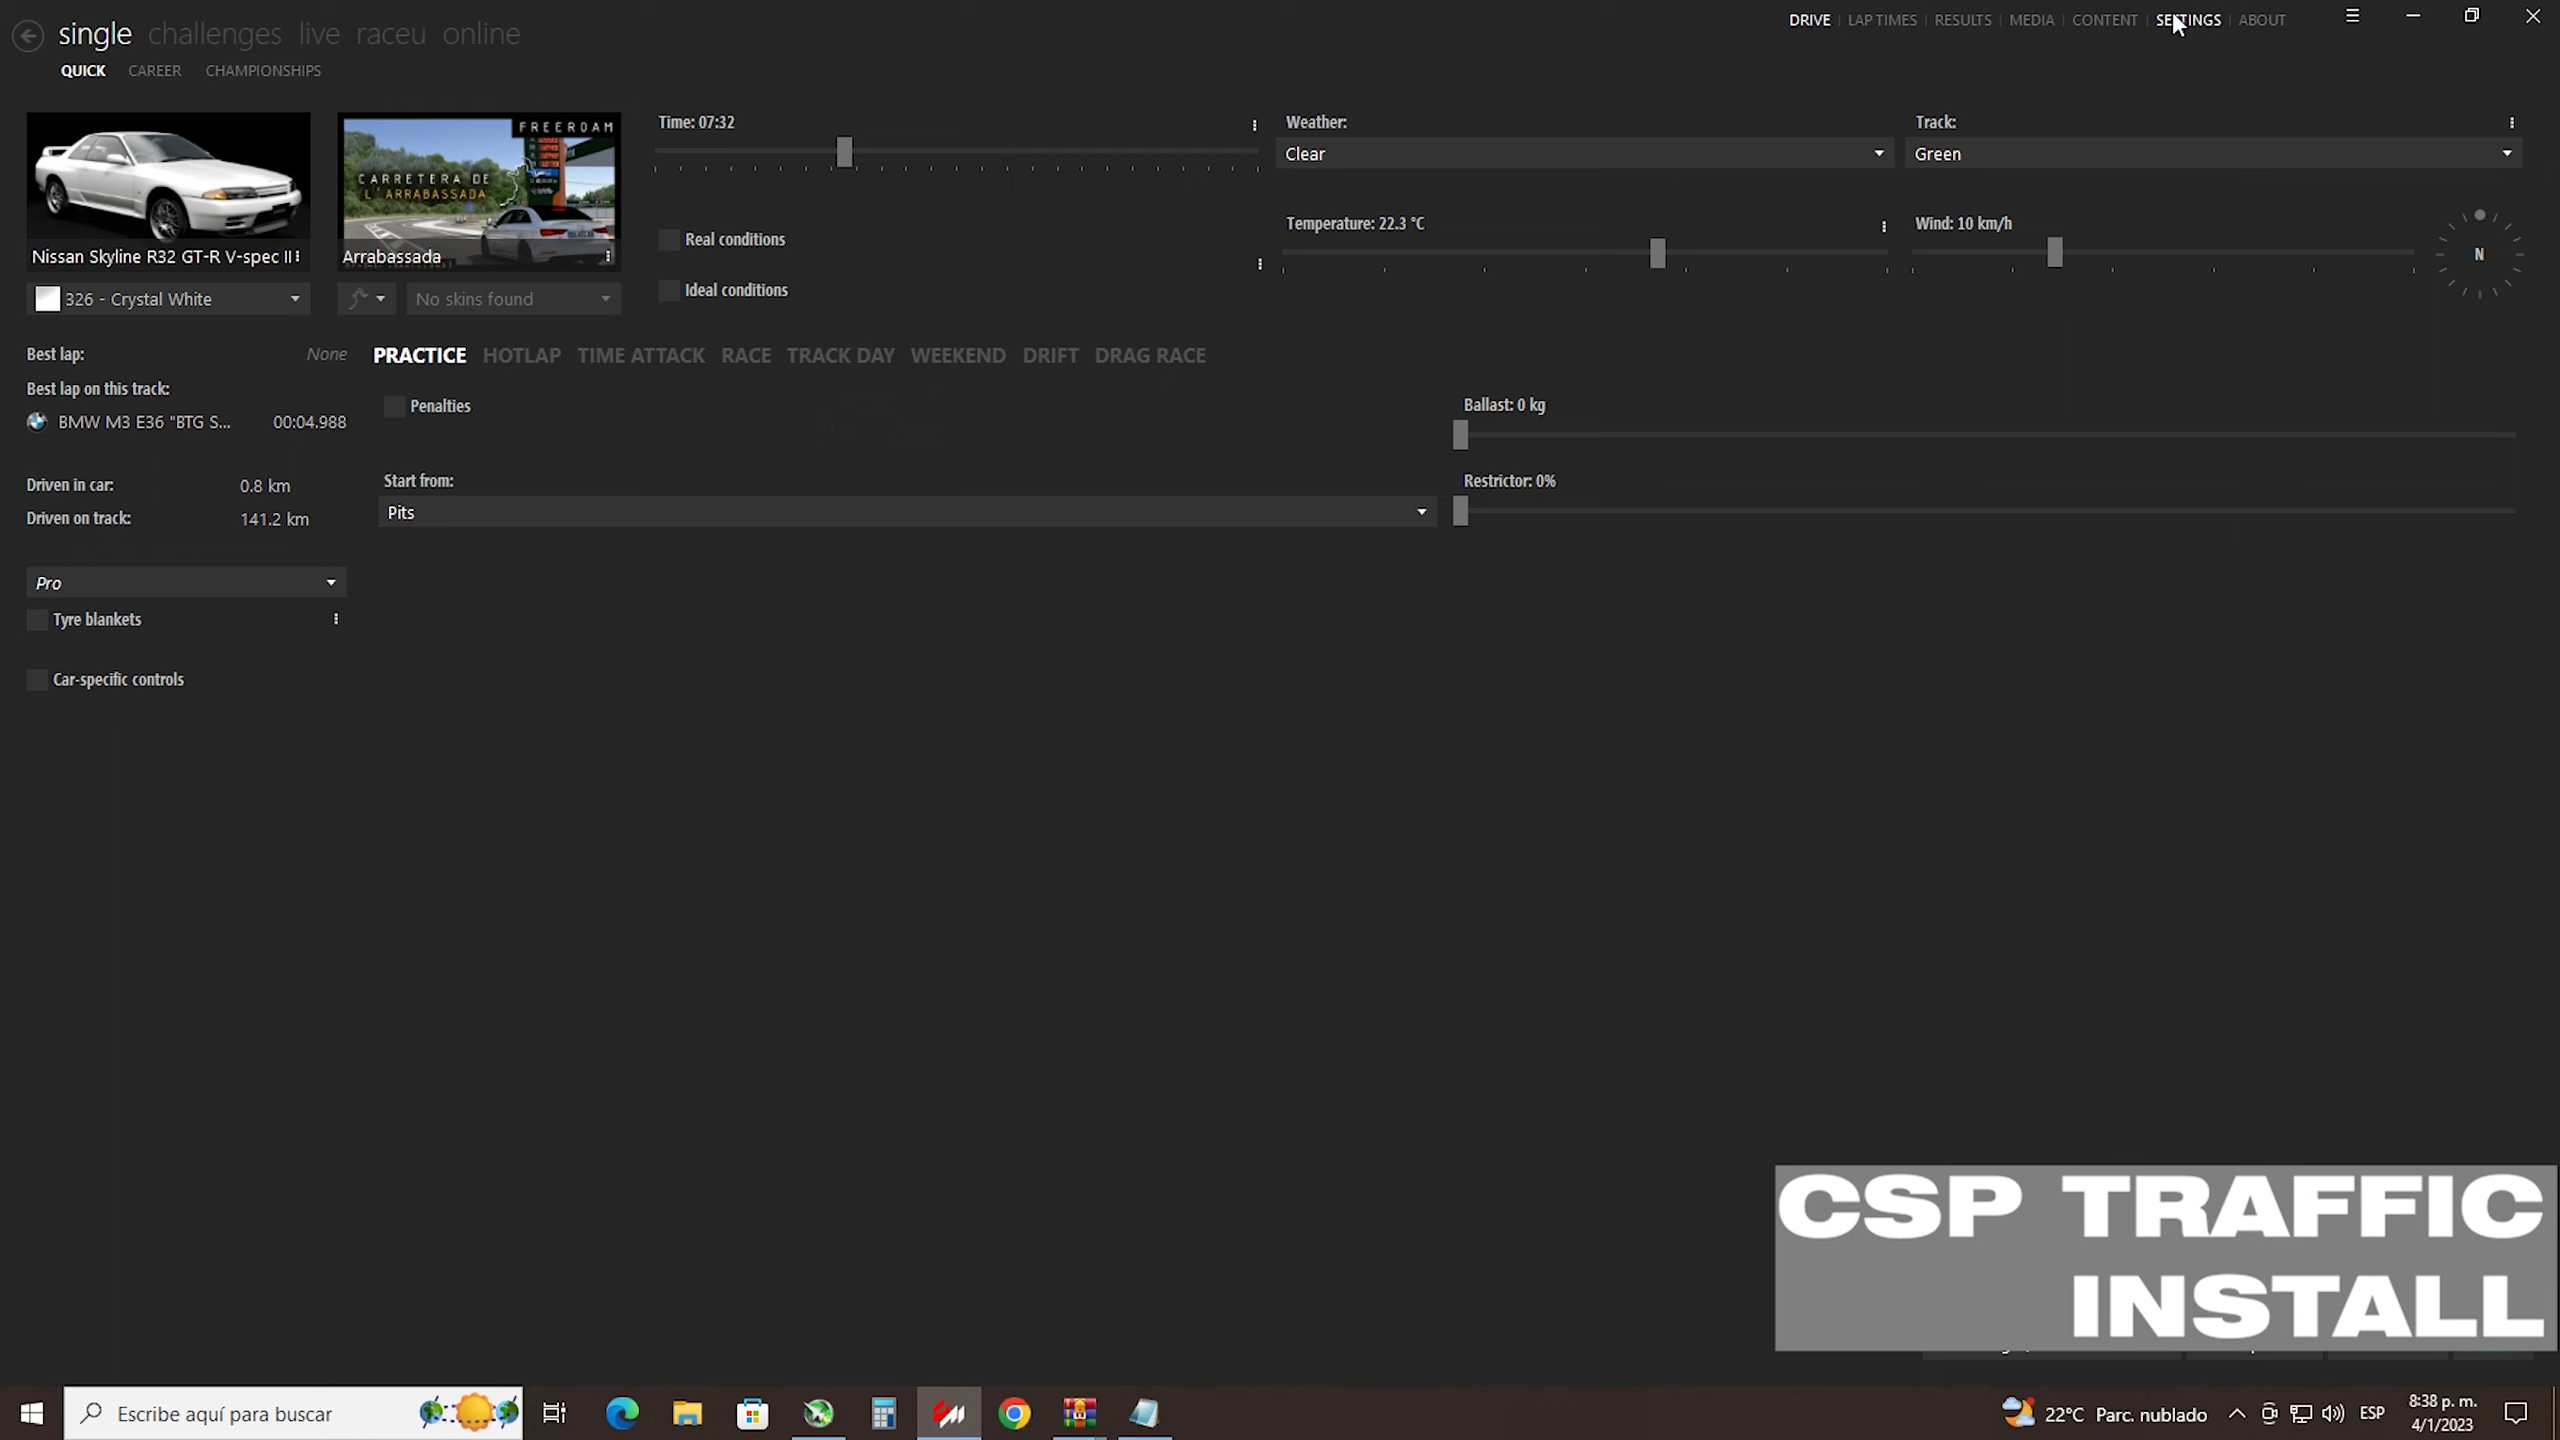 single challenges live raceu online
DRIVE LAP TIMES RESULTS MEDIA CONTENT SETTINGS ABOUT
QUICK CAREER CHAMPIONSHIPS
FREEROAM
CARRETERA DE
L'ARRABASSADA
Nissan Skyline R32 GT-R V-spec II
Arrabassada
326 - Crystal White
No skins found
Time: 07:32
Real conditions
Ideal conditions
Weather:
Clear
Temperature: 22.3 °C
Track:
Green
Wind: 10 km/h
N
Best lap: None
Best lap on this track:
BMW M3 E36 "BTG S... 00:04.988
Driven in car: 0.8 km
Driven on track: 141.2 km
Pro
Tyre blankets
Car-specific controls
PRACTICE HOTLAP TIME ATTACK RACE TRACK DAY WEEKEND DRIFT DRAG RACE
Penalties
Start from:
Pits
Ballast: 0 kg
Restrictor: 0%
CSP TRAFFIC
INSTALL
Escribe aquí para buscar
22°C Parc. nublado
ESP
8:38 p. m.
4/1/2023